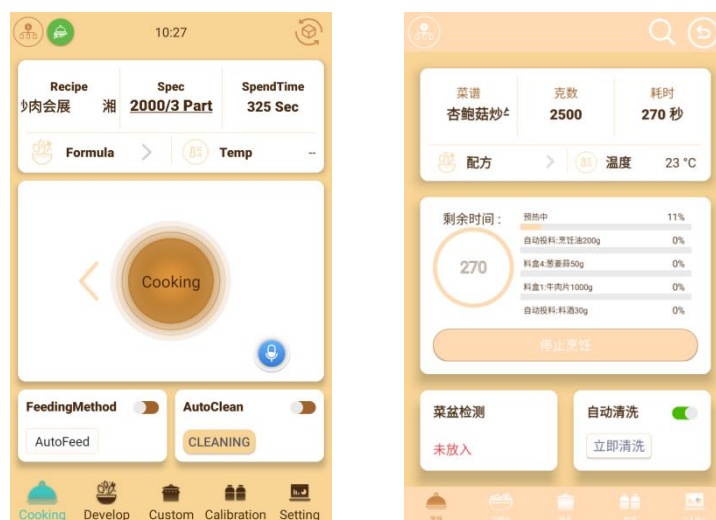 10:27
Recipe
Spec
SpendTime
肉会展 湘
2000/3 Part
325 Sec
Formula
Temp
--
Cooking
FeedingMethod
AutoClean
AutoFeed
CLEANING
Cooking
Develop
Custom
Calibration
Setting
菜谱
克数
耗时
杏鲍菇炒
2500
270 秒
配方
温度
23 °C
剩余时间 :
270
预热中
11%
自动投料:烹饪油200g
0%
料盒4:葱姜蒜50g
0%
料盒1:牛肉片1000g
0%
自动投料:料酒30g
0%
停止烹饪
菜盆检测
自动清洗
未放入
立即清洗